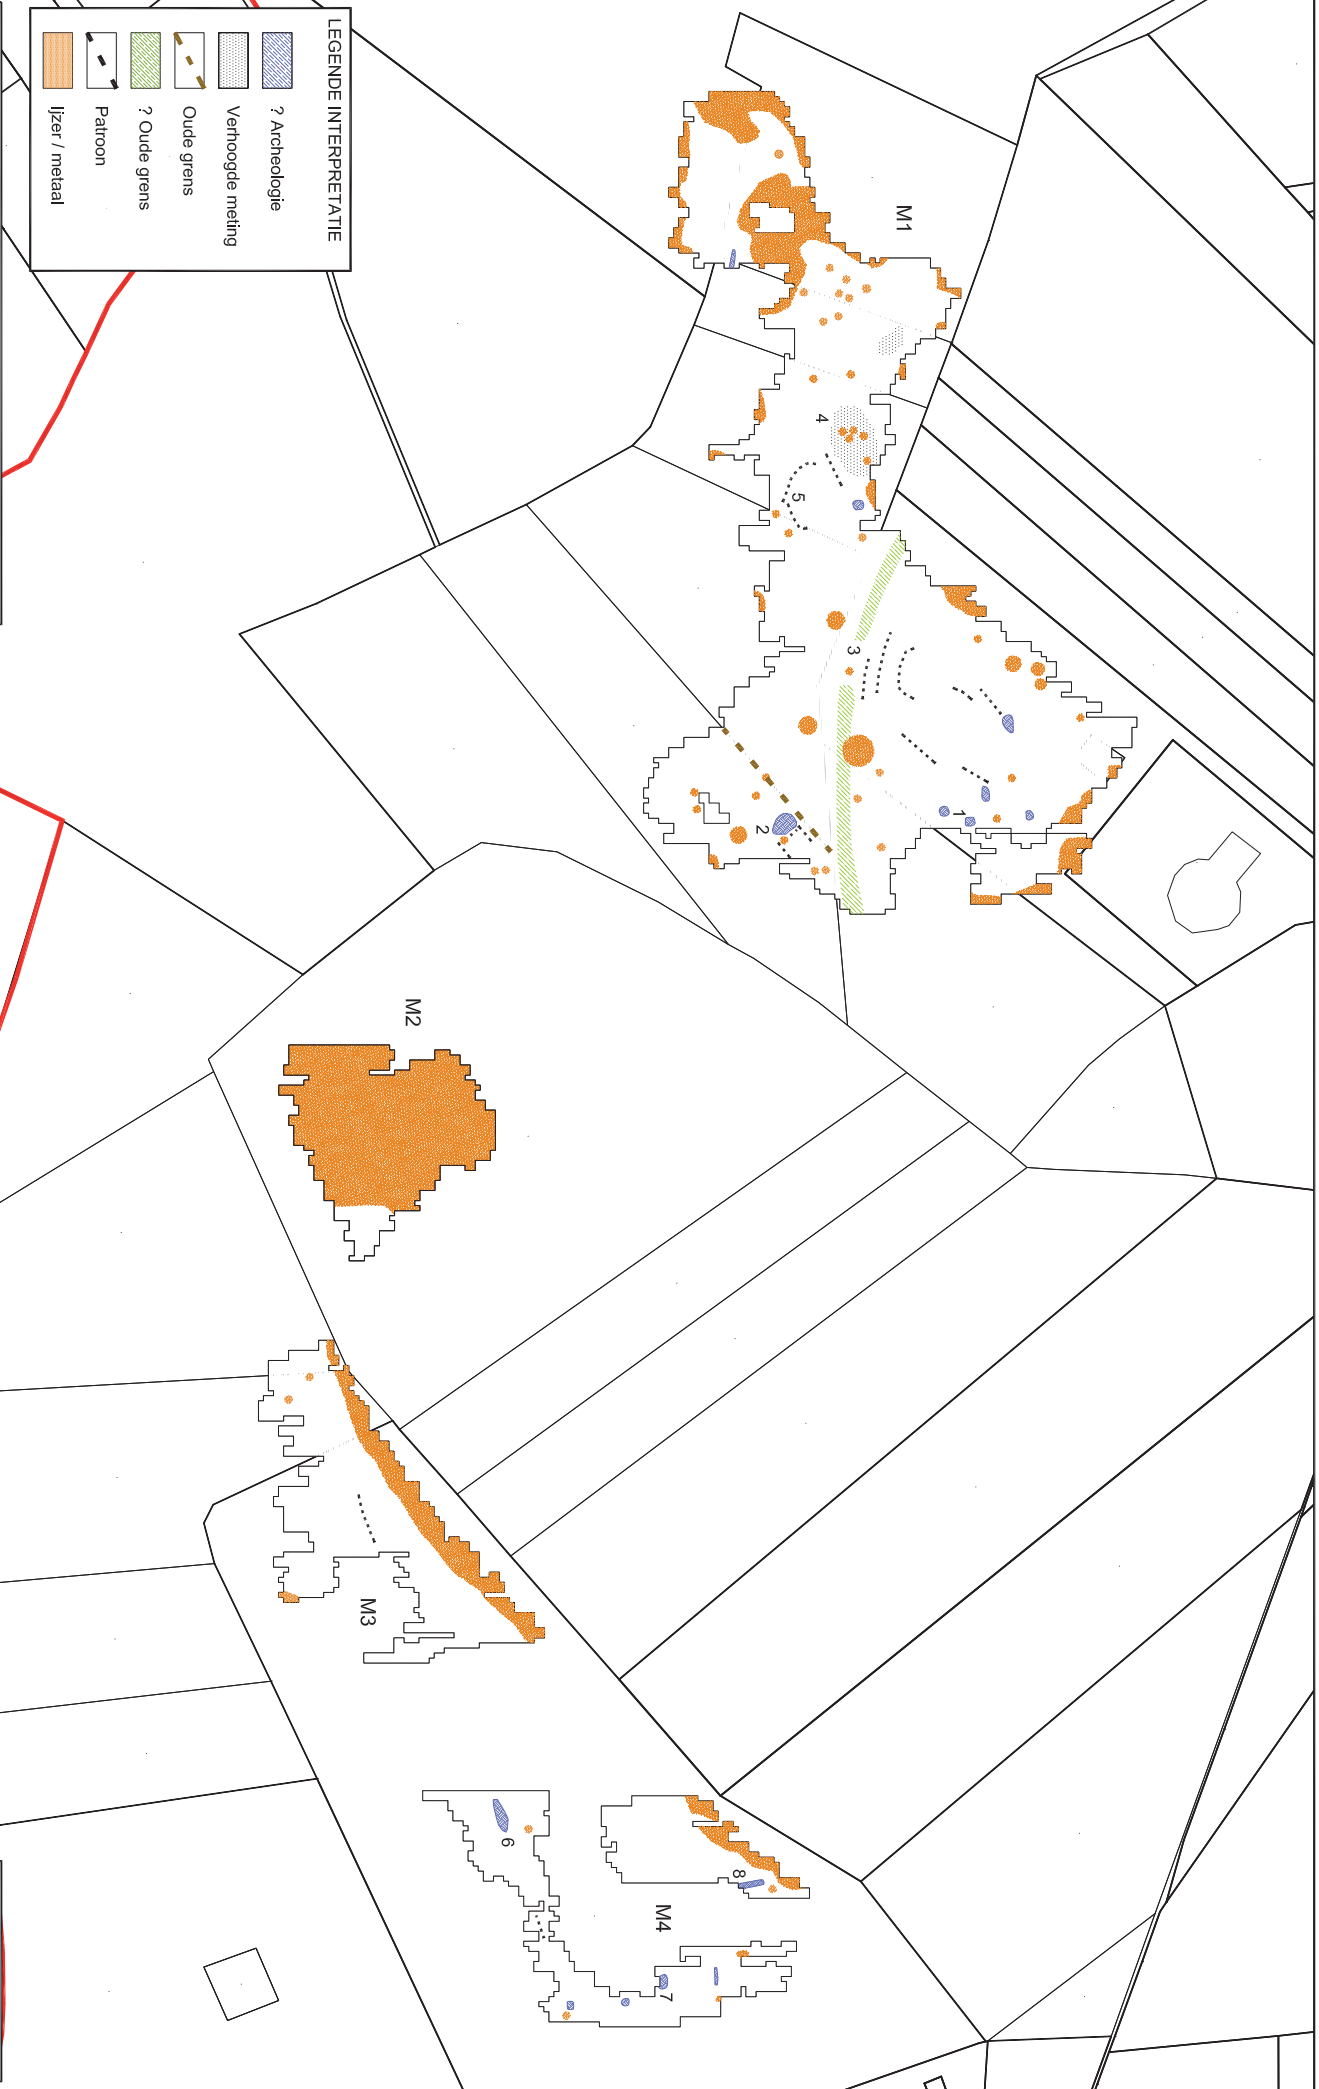 LEGENDE INTERPRETATIE
? Archeologie
Verhoogde meting
Oude grens
? Oude grens
Patroon
Ijzer / metaal
M1
4
5
3
1
2
M2
M3
6
8
M4
7